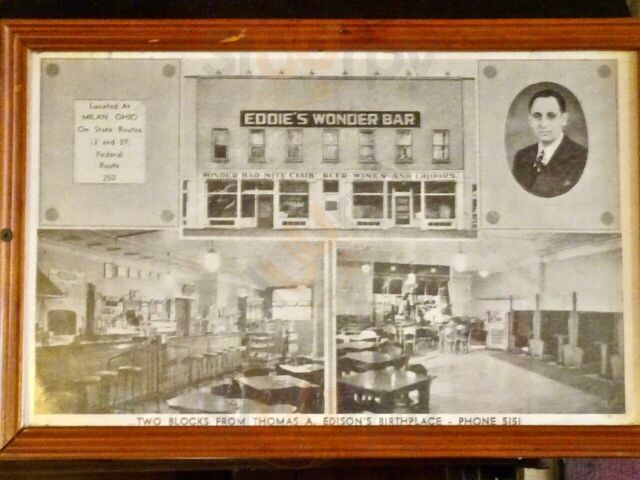 Located At
MILAN, OHIO
On State Routes
13 and 59.
Federal
Route
250
EDDIE'S WONDER BAR
WONDER BAR NITE CLUB BEER-WINES-AND LIQUORS
TWO BLOCKS FROM THOMAS A. EDISON'S BIRTHPLACE - PHONE 5151